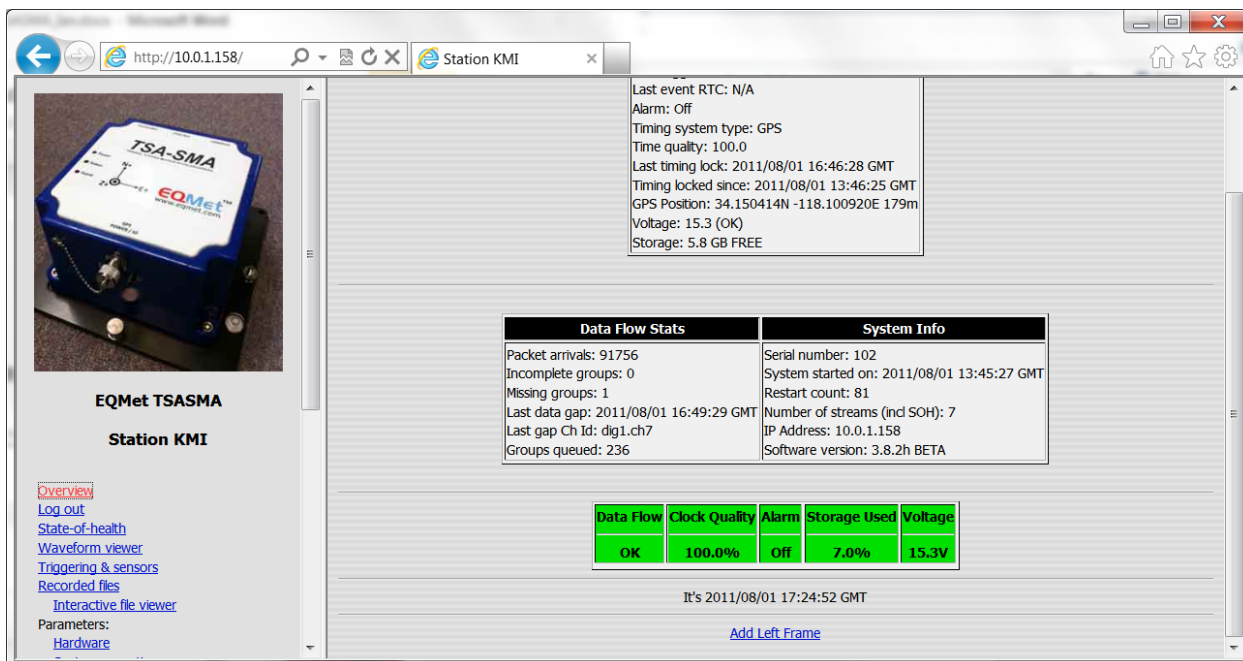 Microsoft Word
http://10.0.1.158/
Station KMI
TSA-SMA
EQMet
www.eqmet.com
EQMet TSASMA
Station KMI
Overview
Log out
State-of-health
Waveform viewer
Triggering & sensors
Recorded files
Interactive file viewer
Parameters:
Hardware
Last event RTC: N/A
Alarm: Off
Timing system type: GPS
Time quality: 100.0
Last timing lock: 2011/08/01 16:46:28 GMT
Timing locked since: 2011/08/01 13:46:25 GMT
GPS Position: 34.150414N -118.100920E 179m
Voltage: 15.3 (OK)
Storage: 5.8 GB FREE
Data Flow Stats
Packet arrivals: 91756
Incomplete groups: 0
Missing groups: 1
Last data gap: 2011/08/01 16:49:29 GMT
Last gap Ch Id: dig1.ch7
Groups queued: 236
System Info
Serial number: 102
System started on: 2011/08/01 13:45:27 GMT
Restart count: 81
Number of streams (incl SOH): 7
IP Address: 10.0.1.158
Software version: 3.8.2h BETA
Data Flow Clock Quality Alarm Storage Used Voltage
OK 100.0% Off 7.0% 15.3V
It's 2011/08/01 17:24:52 GMT
Add Left Frame